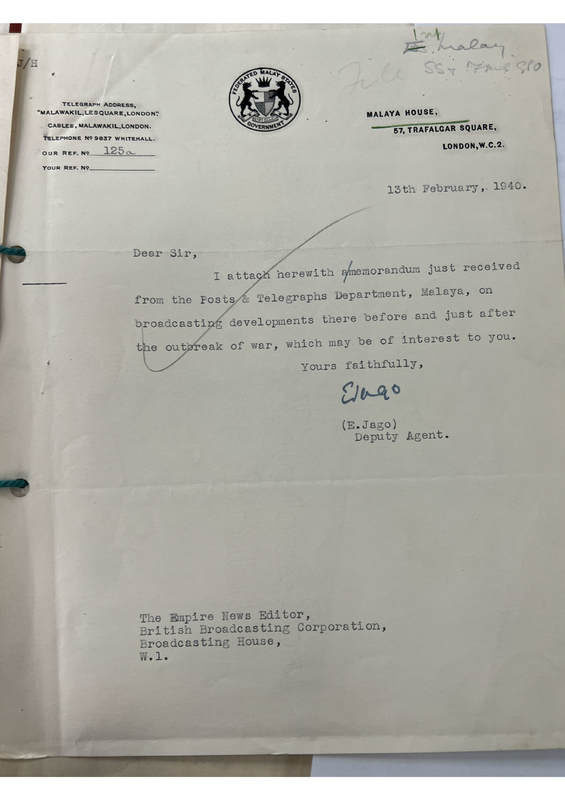 J/H
Malay.
File
FEDERATED MALAY STATES
GOVERNMENT
TELEGRAPH ADDRESS,
"MALAWAKIL, LESQUARE, LONDON."
CABLES, MALAWAKIL, LONDON.
TELEPHONE Nº 9837 WHITEHALL.
OUR REF. Nº 125a
YOUR REF. Nº
MALAYA HOUSE,
57, TRAFALGAR SQUARE,
LONDON, W.C.2.
13th February, 1940.
Dear Sir,
I attach herewith a/memorandum just received
from the Posts & Telegraphs Department, Malaya, on
broadcasting developments there before and just after
the outbreak of war, which may be of interest to you.
Yours faithfully,
EJago
(E.Jago)
Deputy Agent.
The Empire News Editor,
British Broadcasting Corporation,
Broadcasting House,
W.1.